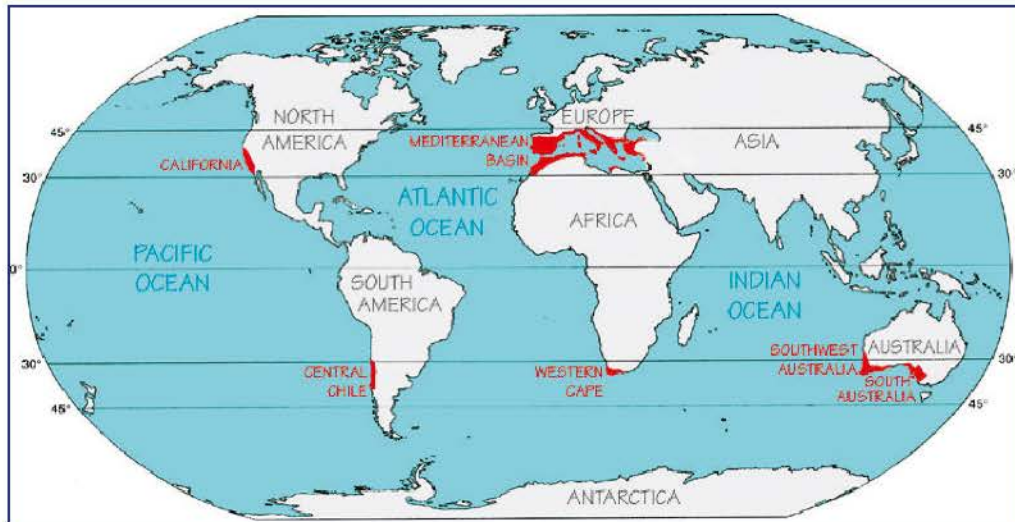 NORTH
AMERICA
EUROPE
ASIA
45°
45°
MEDITERRANEAN
BASIN
CALIFORNIA
30°
30°
ATLANTIC
OCEAN
AFRICA
PACIFIC
OCEAN
0°
0°
SOUTH
AMERICA
INDIAN
OCEAN
SOUTHWEST
AUSTRALIA
AUSTRALIA
30°
30°
CENTRAL
CHILE
WESTERN
CAPE
SOUTH
AUSTRALIA
45°
45°
ANTARCTICA